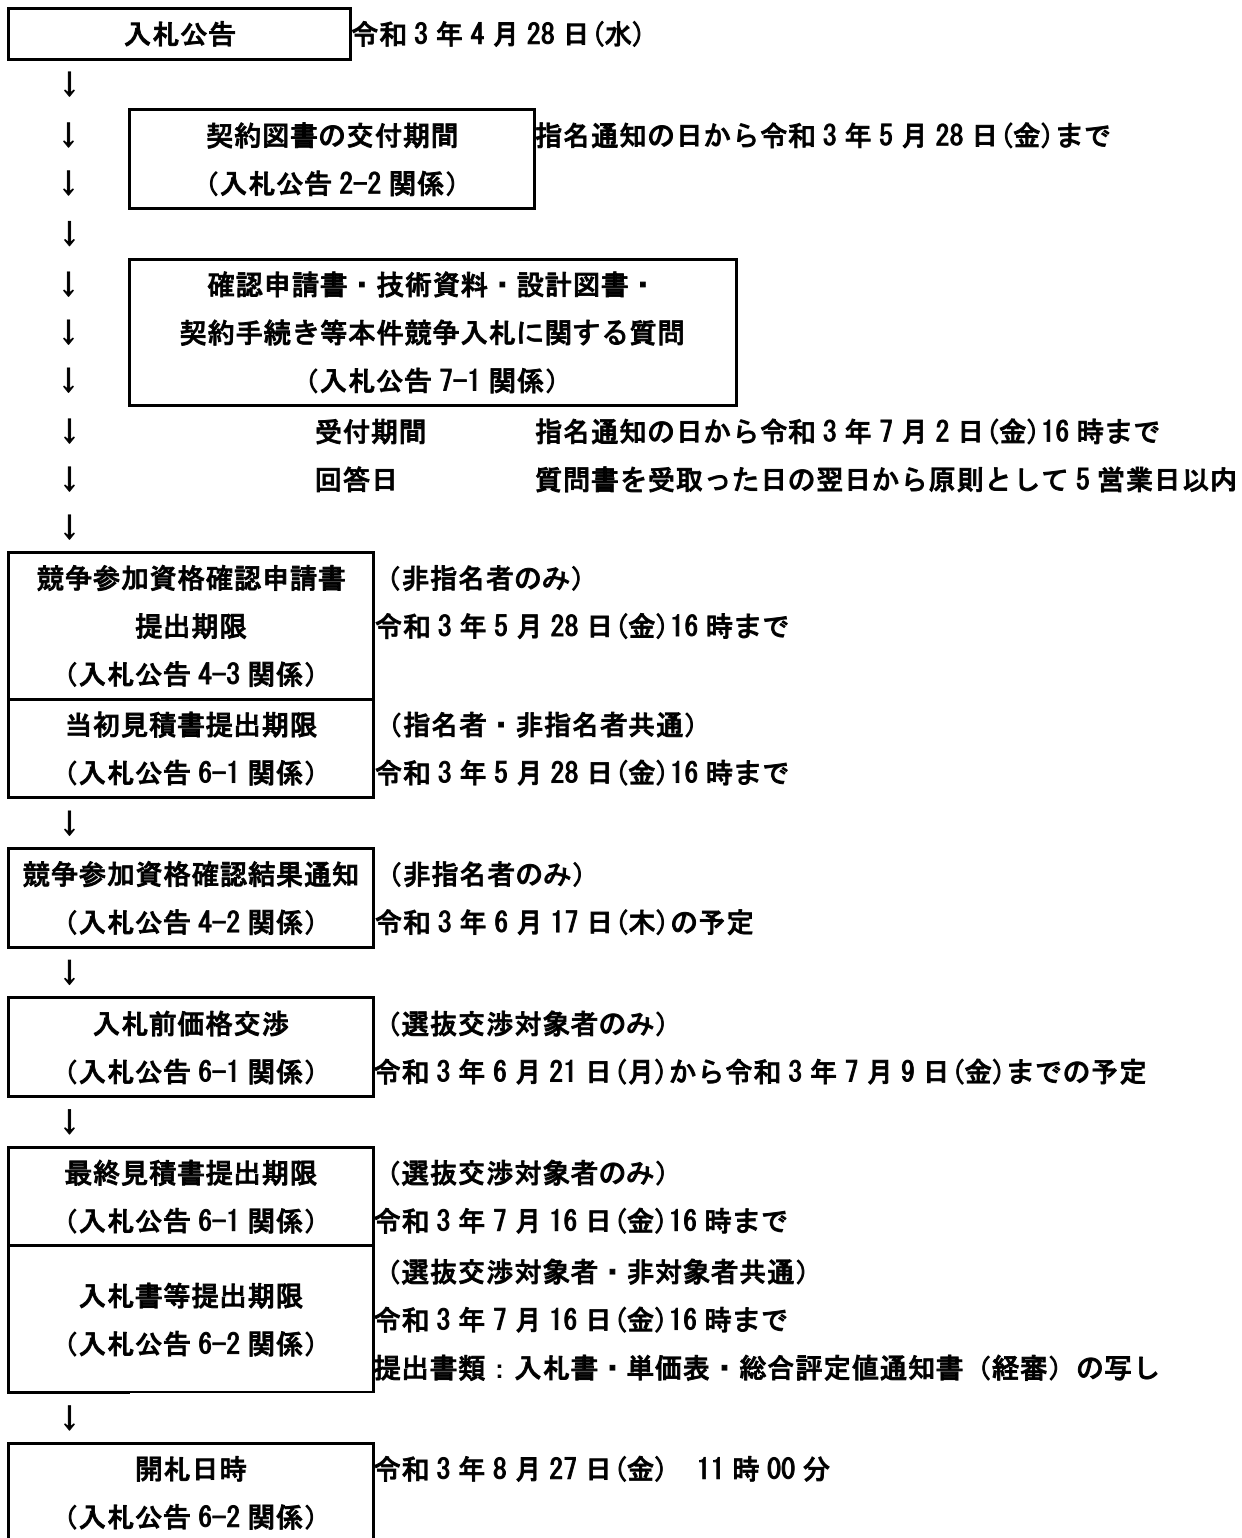 入札公告 令和3年4月28日(水)
↓
↓ 契約図書の交付期間 指名通知の日から令和3年5月28日(金)まで
↓ （入札公告2-2関係）
↓
↓ 確認申請書・技術資料・設計図書・
↓ 契約手続き等本件競争入札に関する質問
↓ （入札公告7-1関係）
↓ 受付期間 指名通知の日から令和3年7月2日(金)16時まで
↓ 回答日 質問書を受取った日の翌日から原則として5営業日以内
↓
競争参加資格確認申請書 （非指名者のみ）
提出期限 令和3年5月28日(金)16時まで
（入札公告4-3関係）
当初見積書提出期限 （指名者・非指名者共通）
（入札公告6-1関係） 令和3年5月28日(金)16時まで
↓
競争参加資格確認結果通知 （非指名者のみ）
（入札公告4-2関係） 令和3年6月17日(木)の予定
↓
入札前価格交渉 （選抜交渉対象者のみ）
（入札公告6-1関係） 令和3年6月21日(月)から令和3年7月9日(金)までの予定
↓
最終見積書提出期限 （選抜交渉対象者のみ）
（入札公告6-1関係） 令和3年7月16日(金)16時まで
（選抜交渉対象者・非対象者共通）
入札書等提出期限 令和3年7月16日(金)16時まで
（入札公告6-2関係） 提出書類：入札書・単価表・総合評定値通知書（経審）の写し
↓
開札日時 令和3年8月27日(金) 11時00分
（入札公告6-2関係）